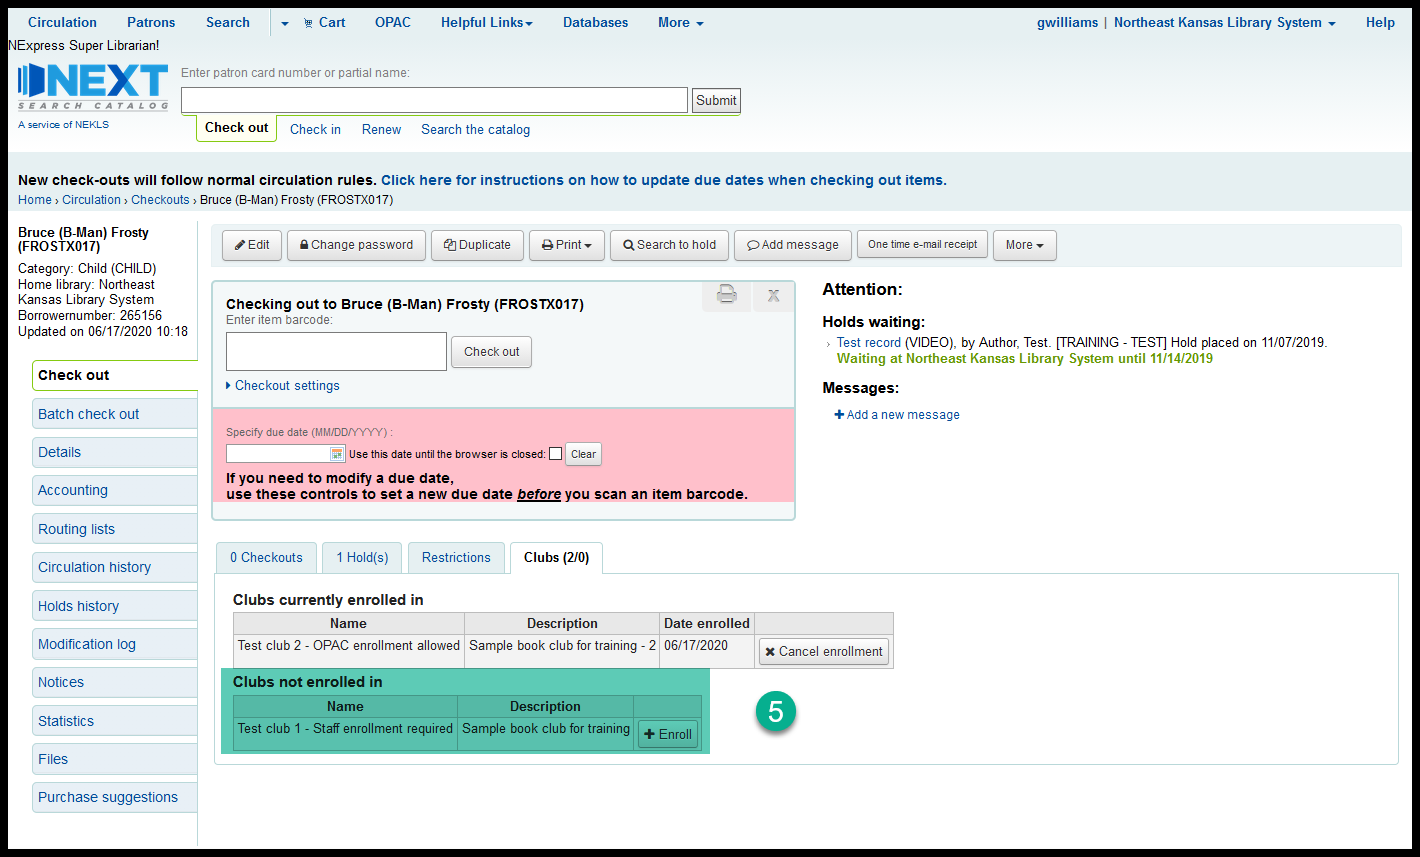 Circulation Patrons Search Cart OPAC Helpful Links Databases More gwilliams | Northeast Kansas Library System Help
NExpress Super Librarian!
NEXT
SEARCH CATALOG
A service of NEKLS
Enter patron card number or partial name:
Submit
Check out Check in Renew Search the catalog
New check-outs will follow normal circulation rules. Click here for instructions on how to update due dates when checking out items.
Home › Circulation › Checkouts › Bruce (B-Man) Frosty (FROSTX017)
Bruce (B-Man) Frosty
(FROSTX017)
Category: Child (CHILD)
Home library: Northeast
Kansas Library System
Borrowernumber: 265156
Updated on 06/17/2020 10:18
Check out
Batch check out
Details
Accounting
Routing lists
Circulation history
Holds history
Modification log
Notices
Statistics
Files
Purchase suggestions
Edit Change password Duplicate Print Search to hold Add message One time e-mail receipt More
Checking out to Bruce (B-Man) Frosty (FROSTX017)
X
Enter item barcode:
Check out
Checkout settings
Specify due date (MM/DD/YYYY) :
Use this date until the browser is closed: Clear
If you need to modify a due date,
use these controls to set a new due date before you scan an item barcode.
Attention:
Holds waiting:
› Test record (VIDEO), by Author, Test. [TRAINING - TEST] Hold placed on 11/07/2019.
Waiting at Northeast Kansas Library System until 11/14/2019
Messages:
+ Add a new message
0 Checkouts 1 Hold(s) Restrictions Clubs (2/0)
Clubs currently enrolled in
Name Description Date enrolled
Test club 2 - OPAC enrollment allowed Sample book club for training - 2 06/17/2020 Cancel enrollment
Clubs not enrolled in
Name Description
Test club 1 - Staff enrollment required Sample book club for training + Enroll
5